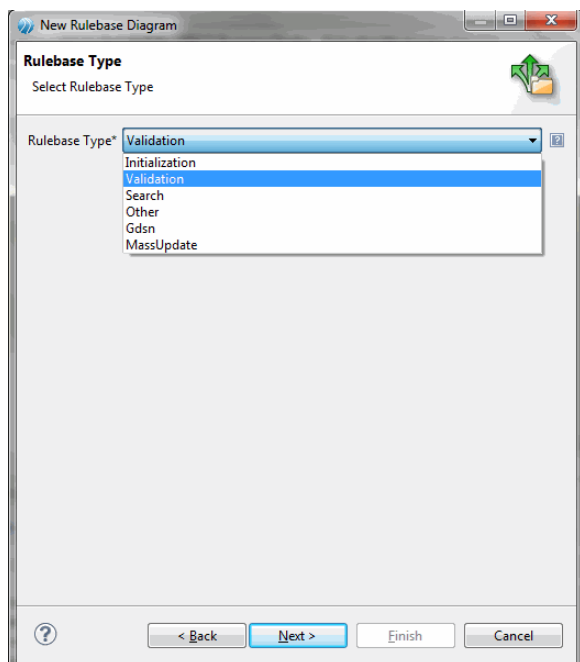 New Rulebase Diagram
Rulebase Type
Select Rulebase Type
Rulebase Type* Validation
Initialization
Validation
Search
Other
Gdsn
MassUpdate
< Back Next > Finish Cancel